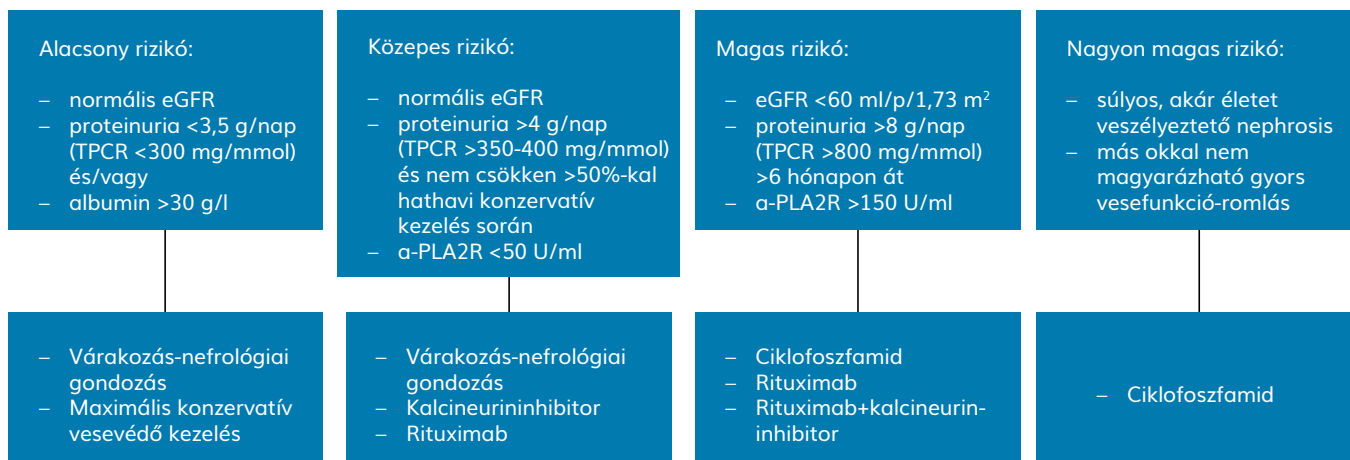 Alacsony rizikó:
– normális eGFR
– proteinuria <3,5 g/nap
(TPCR <300 mg/mmol)
és/vagy
– albumin >30 g/l
Közepes rizikó:
– normális eGFR
– proteinuria >4 g/nap
(TPCR >350-400 mg/mmol)
és nem csökken >50%-kal
hathavi konzervatív
kezelés során
– α-PLA2R <50 U/ml
Magas rizikó:
– eGFR <60 ml/p/1,73 m²
– proteinuria >8 g/nap
(TPCR >800 mg/mmol)
>6 hónapon át
– α-PLA2R >150 U/ml
Nagyon magas rizikó:
– súlyos, akár életet
veszélyeztető nephrosis
– más okkal nem
magyarázható gyors
vesefunkció-romlás
– Várakozás-nefrológiai
gondozás
– Maximális konzervatív
vesevédő kezelés
– Várakozás-nefrológiai
gondozás
– Kalcineurininhibitor
– Rituximab
– Ciklofoszfamid
– Rituximab
– Rituximab+kalcineurin-
inhibitor
– Ciklofoszfamid